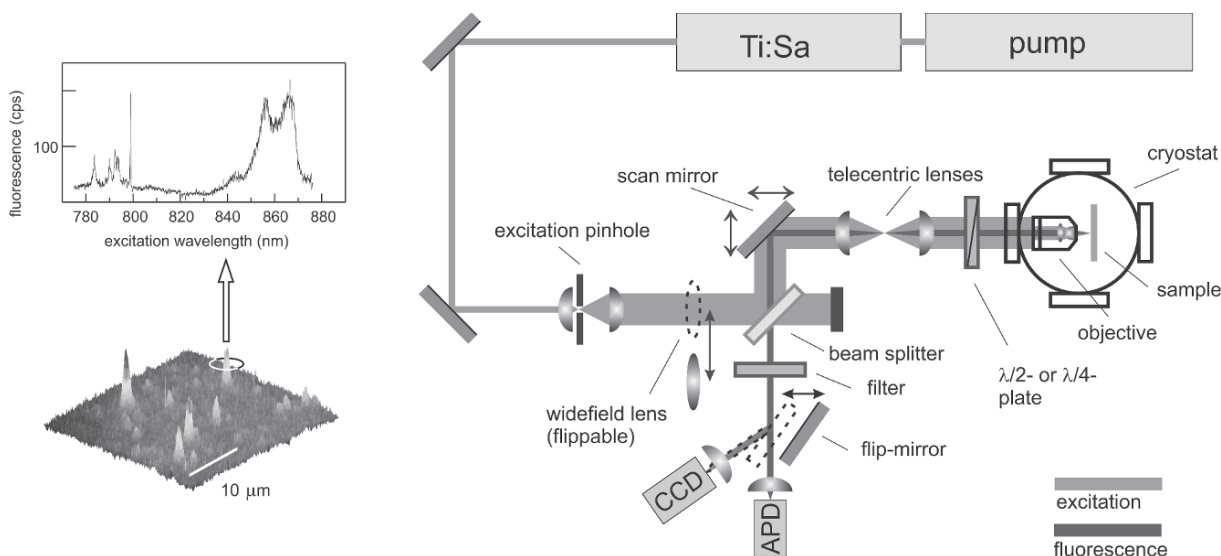 fluorescence (cps)
100
780 800 820 840 860 880
excitation wavelength (nm)
10 μm
Ti:Sa
pump
cryostat
scan mirror
telecentric lenses
excitation pinhole
sample
objective
beam splitter
λ/2- or λ/4-
plate
filter
widefield lens
(flippable)
flip-mirror
CCD
APD
excitation
fluorescence